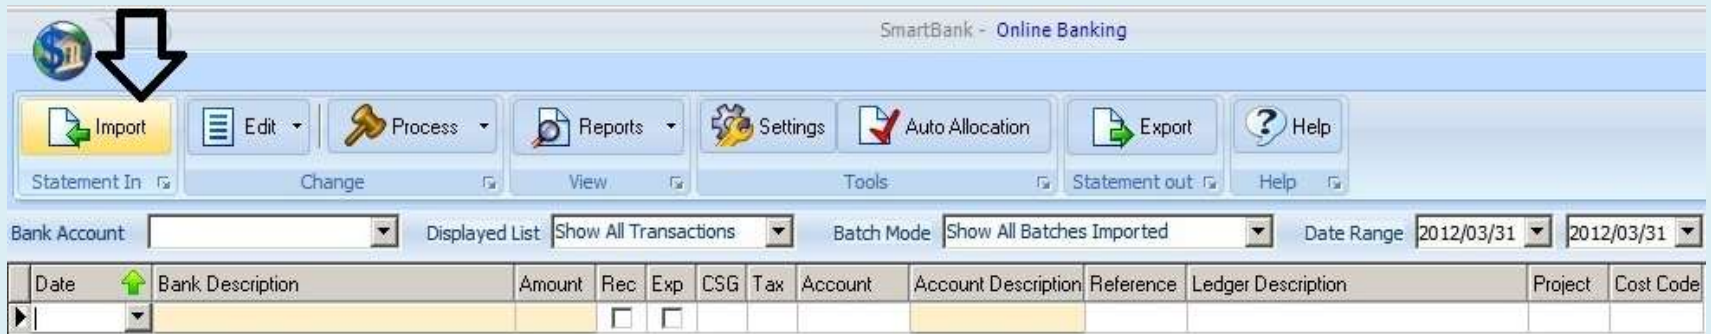 SmartBank - Online Banking
Import Edit Process Reports Settings Auto Allocation Export Help
Statement In Change View Tools Statement out Help
Bank Account Displayed List Show All Transactions Batch Mode Show All Batches Imported Date Range 2012/03/31 2012/03/31
Date Bank Description Amount Rec Exp CSG Tax Account Account Description Reference Ledger Description Project Cost Code